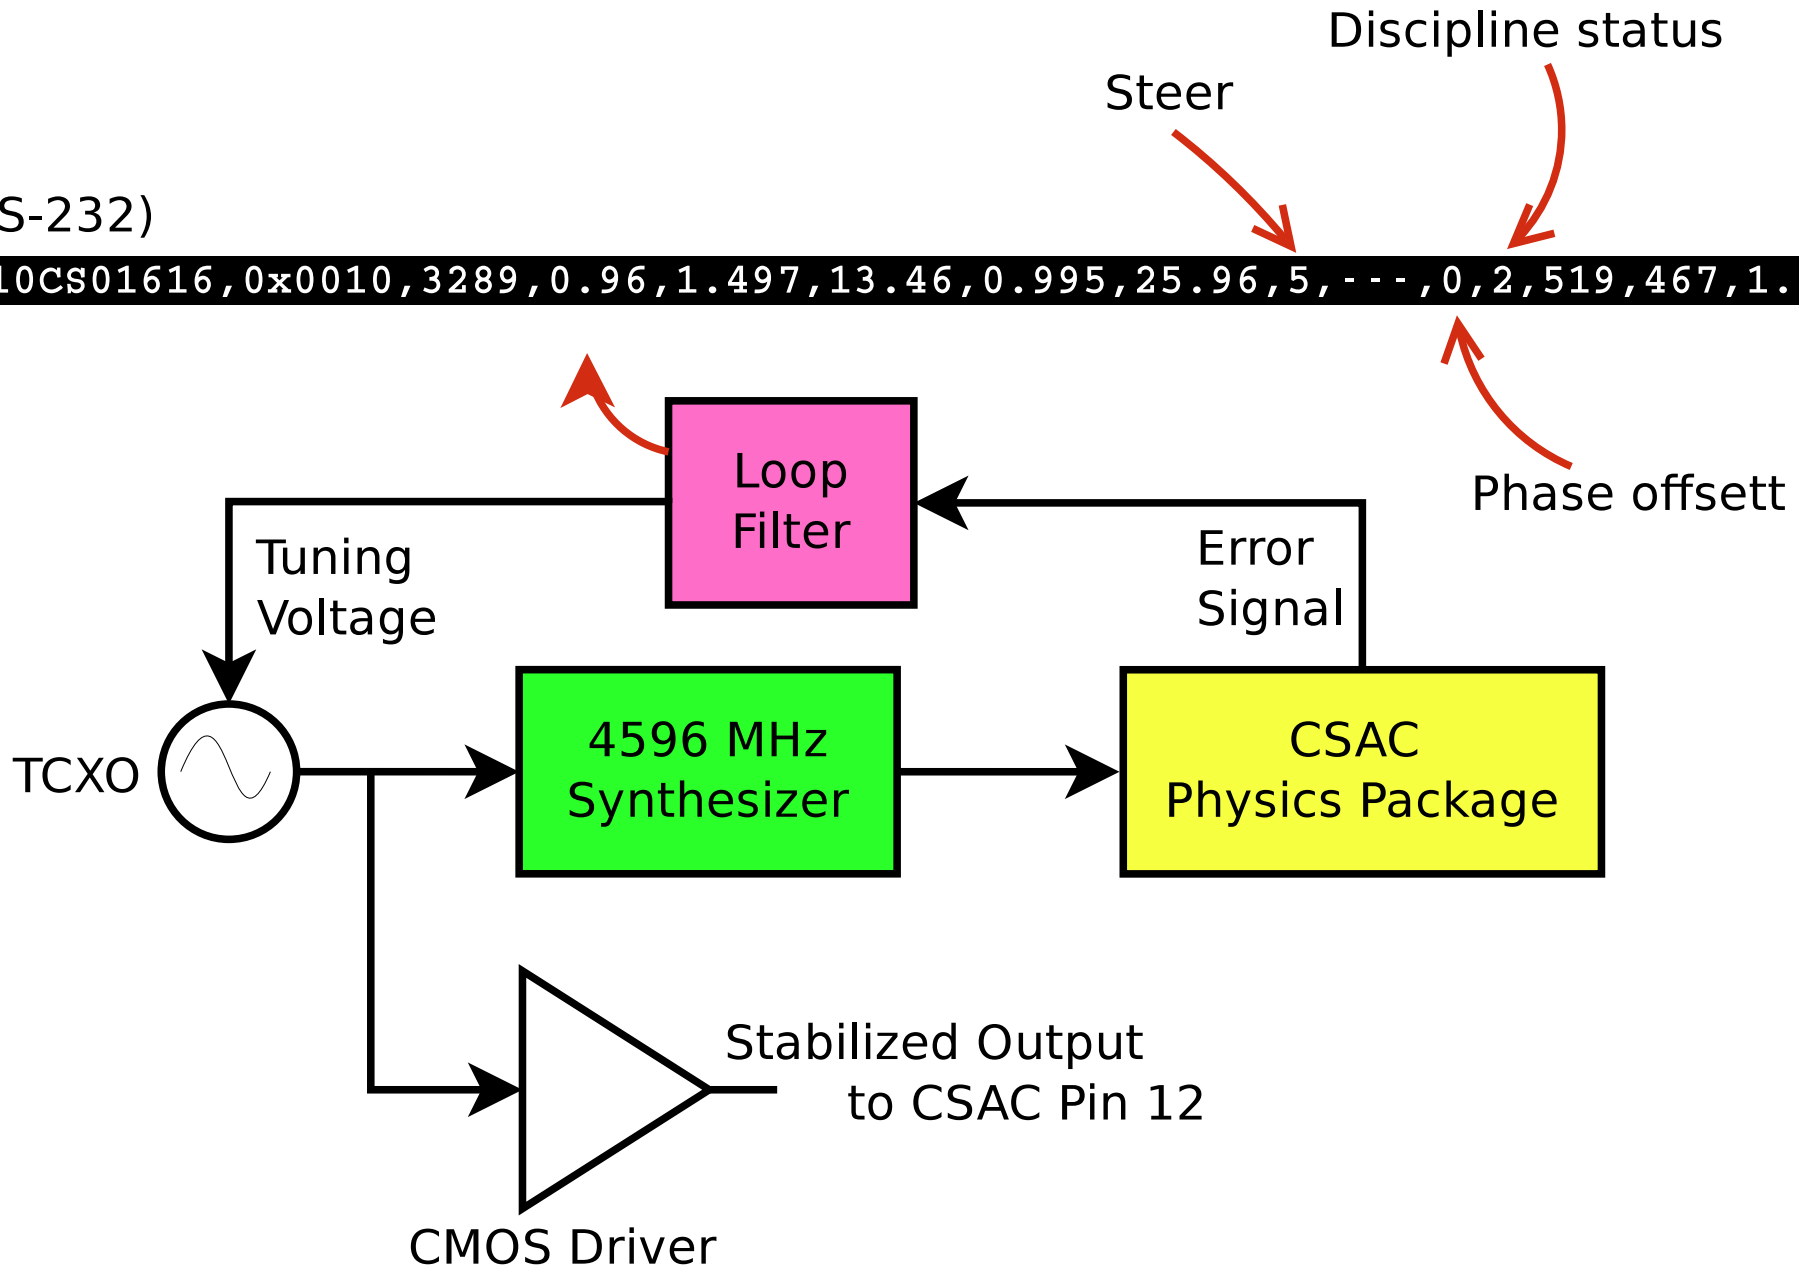 Discipline status
Steer
S-232)
10CS01616,0x0010,3289,0.96,1.497,13.46,0.995,25.96,5,---,0,2,519,467,1.
Phase offsett
Loop
Filter
Error
Signal
Tuning
Voltage
TCXO
4596 MHz
Synthesizer
CSAC
Physics Package
Stabilized Output
to CSAC Pin 12
CMOS Driver